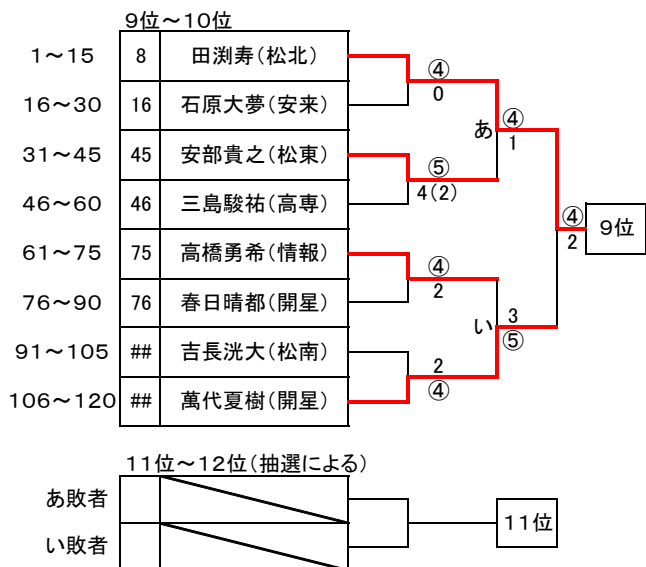 9位～10位
1～15 8 田渕寿(松北)
④
0
16～30 16 石原大夢(安来)
あ ④
1
31～45 45 安部貴之(松東)
⑤
4(2)
46～60 46 三島駿祐(高専)
④
2 9位
61～75 75 高橋勇希(情報)
④
2
76～90 76 春日晴都(開星)
い 3
⑤
91～105 ## 吉長洸大(松南)
2
④
106～120 ## 萬代夏樹(開星)
11位～12位(抽選による)
あ敗者
11位
い敗者